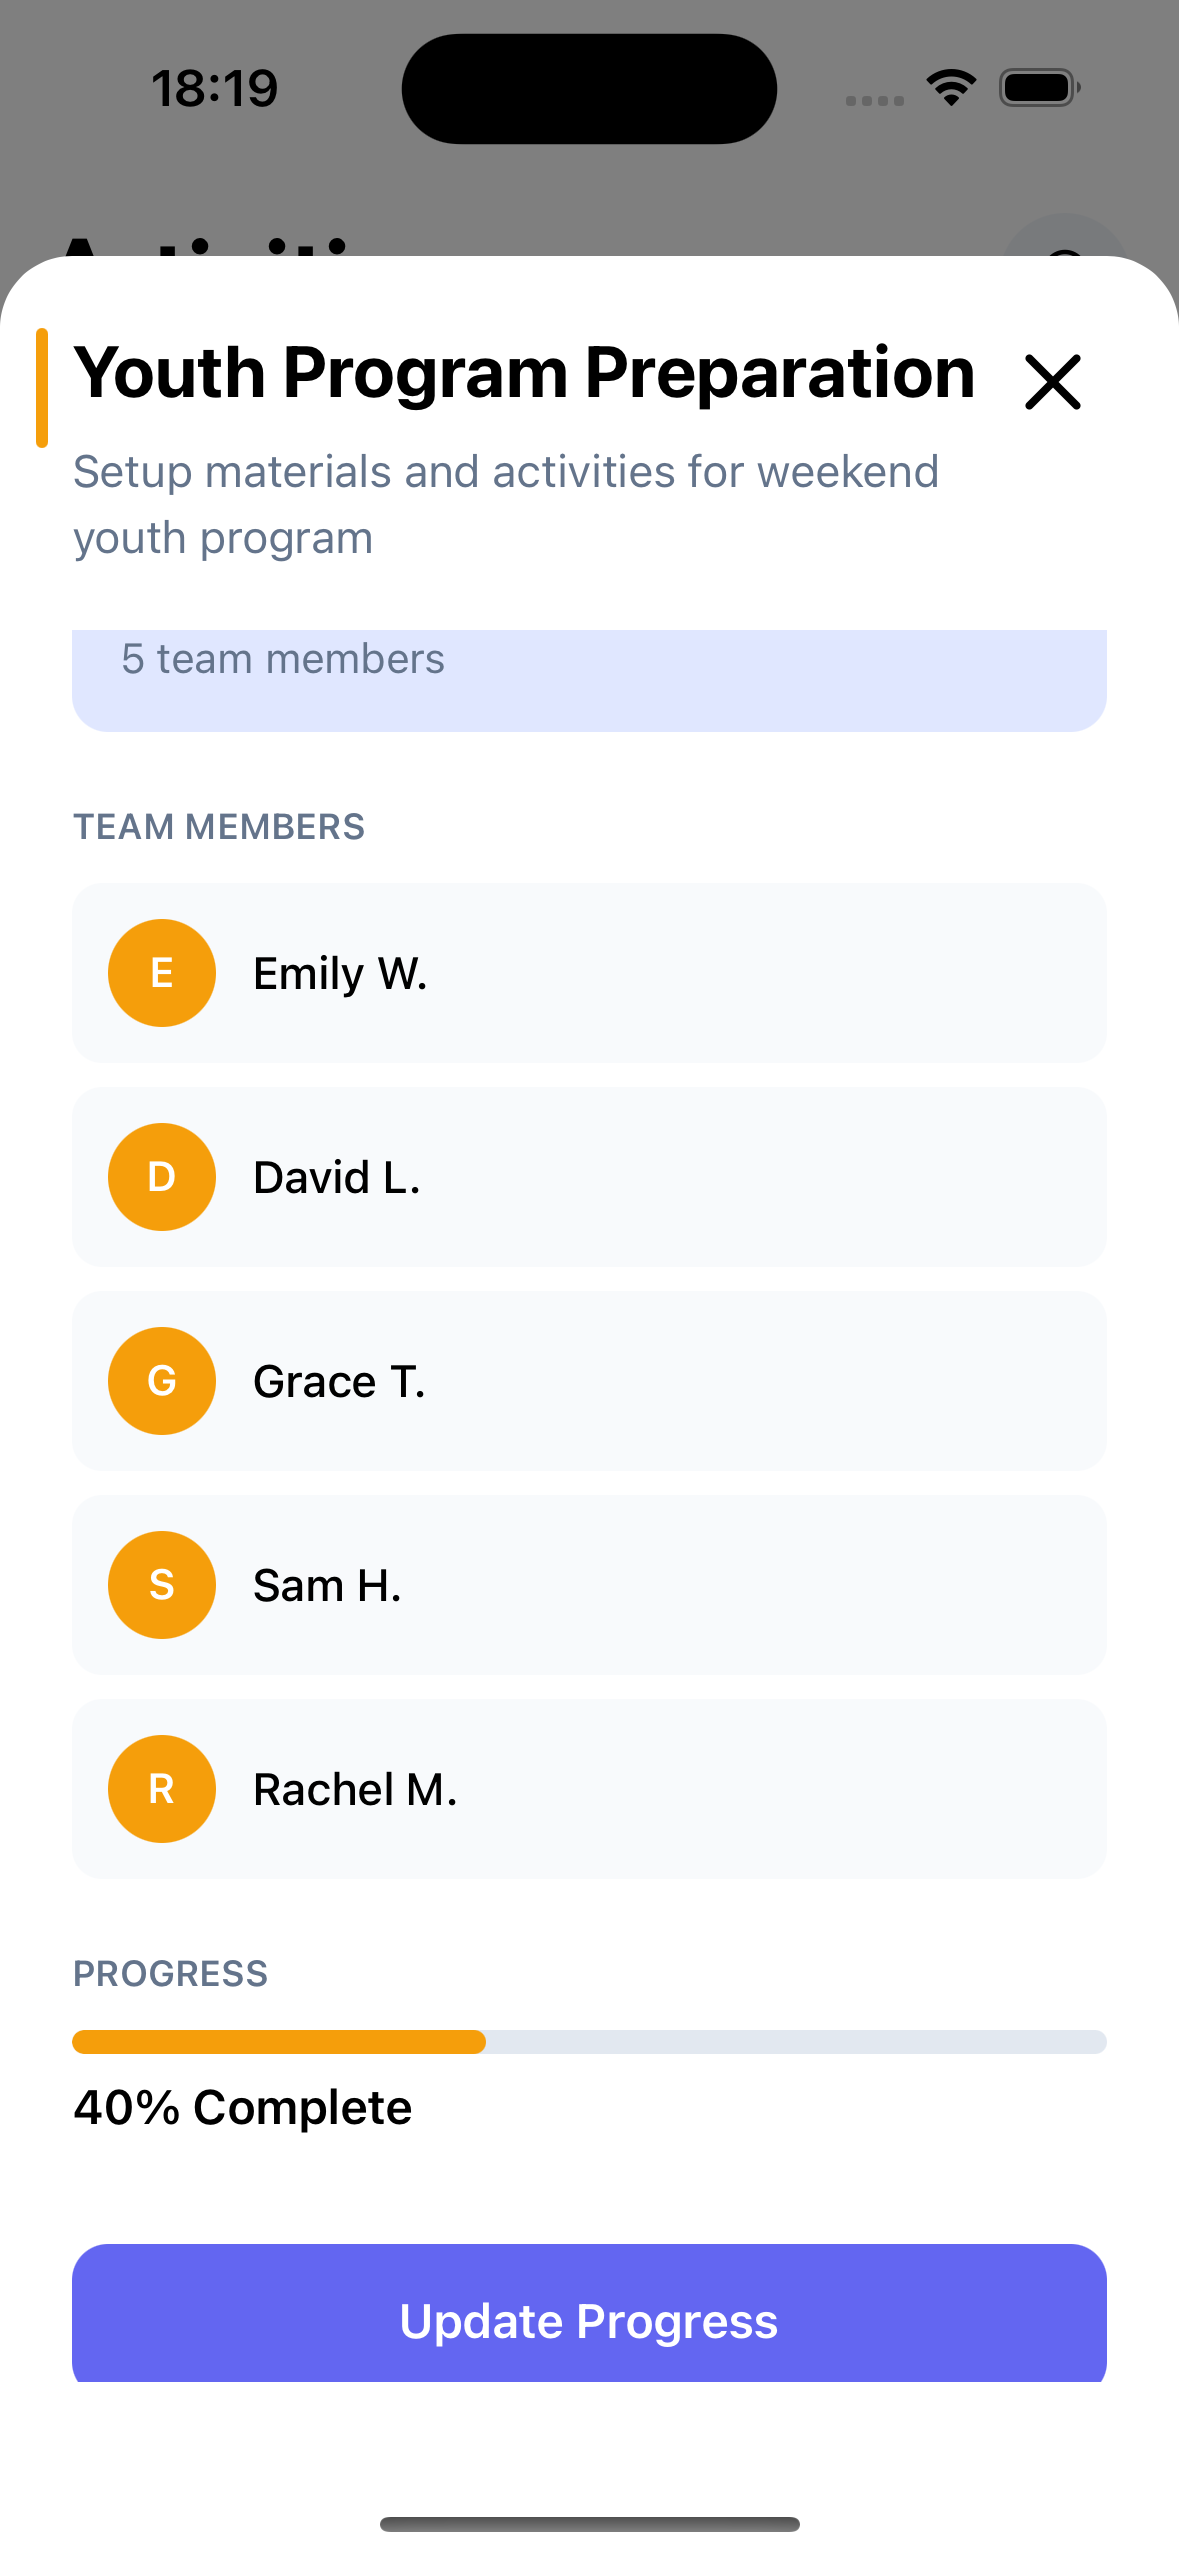 18:19
Youth Program Preparation
Setup materials and activities for weekend
youth program
5 team members
TEAM MEMBERS
E
Emily W.
D
David L.
G
Grace T.
S
Sam H.
R
Rachel M.
PROGRESS
40% Complete
Update Progress